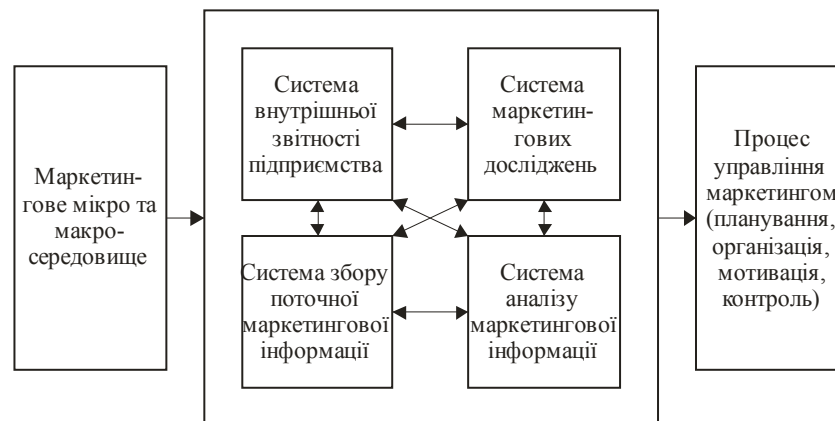 Маркетин-
гове мікро та
макро-
середовище
Система
внутрішньої
звітності
підприємства
Система
маркетин-
гових
досліджень
Система збору
поточної
маркетингової
інформації
Система
аналізу
маркетингової
інформації
Процес
управління
маркетингом
(планування,
організація,
мотивація,
контроль)